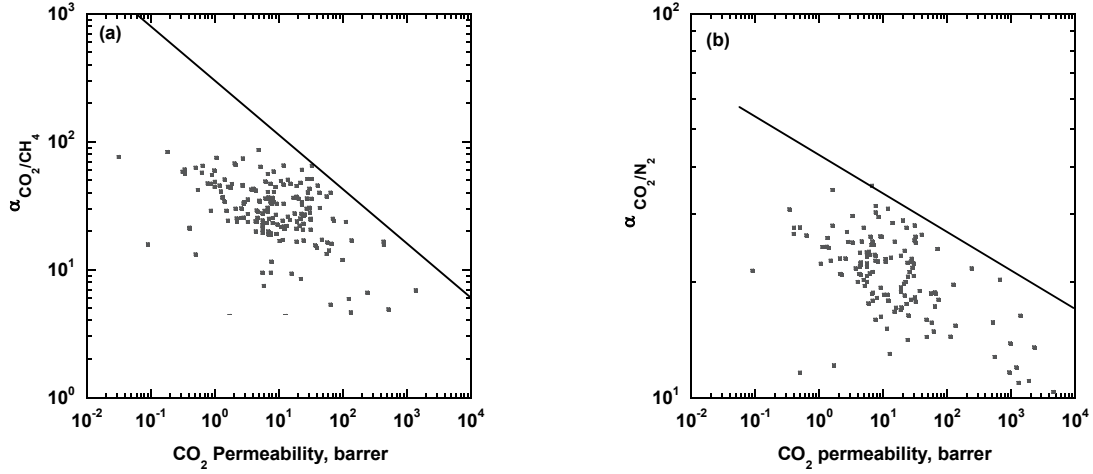 (a)
10³
10²
10¹
10⁰
α CO₂/CH₄
10⁻² 10⁻¹ 10⁰ 10¹ 10² 10³ 10⁴
CO₂ Permeability, barrer
(b)
10²
10¹
α CO₂/N₂
10⁻² 10⁻¹ 10⁰ 10¹ 10² 10³ 10⁴
CO₂ permeability, barrer